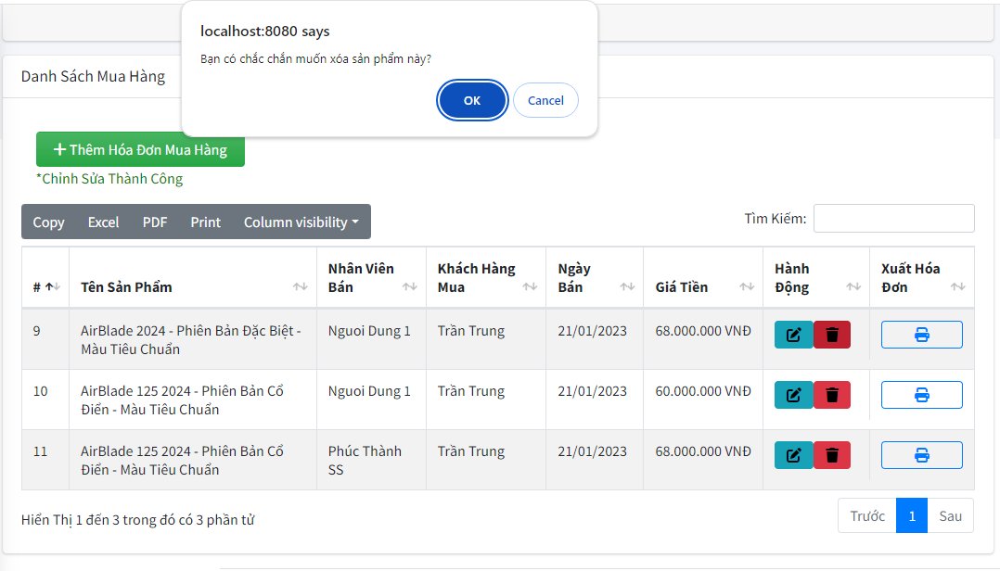 localhost:8080 says
Bạn có chắc chắn muốn xóa sản phẩm này?
OK Cancel
Danh Sách Mua Hàng
+ Thêm Hóa Đơn Mua Hàng
*Chỉnh Sửa Thành Công
Copy Excel PDF Print Column visibility
Tìm Kiếm:
# Tên Sản Phẩm Nhân Viên Bán Khách Hàng Mua Ngày Bán Giá Tiền Hành Động Xuất Hóa Đơn
9 AirBlade 2024 - Phiên Bản Đặc Biệt - Nguoi Dung 1 Trần Trung 21/01/2023 68.000.000 VNĐ
Màu Tiêu Chuẩn
10 AirBlade 125 2024 - Phiên Bản Cổ Nguoi Dung 1 Trần Trung 21/01/2023 60.000.000 VNĐ
Điển - Màu Tiêu Chuẩn
11 AirBlade 125 2024 - Phiên Bản Cổ Phúc Thành Trần Trung 21/01/2023 68.000.000 VNĐ
Điển - Màu Tiêu Chuẩn SS
Hiển Thị 1 đến 3 trong đó có 3 phần tử
Trước 1 Sau